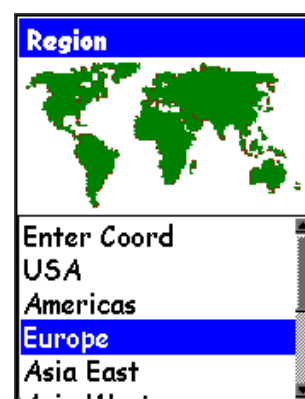 Region
Enter Coord
USA
Americas
Europe
Asia East